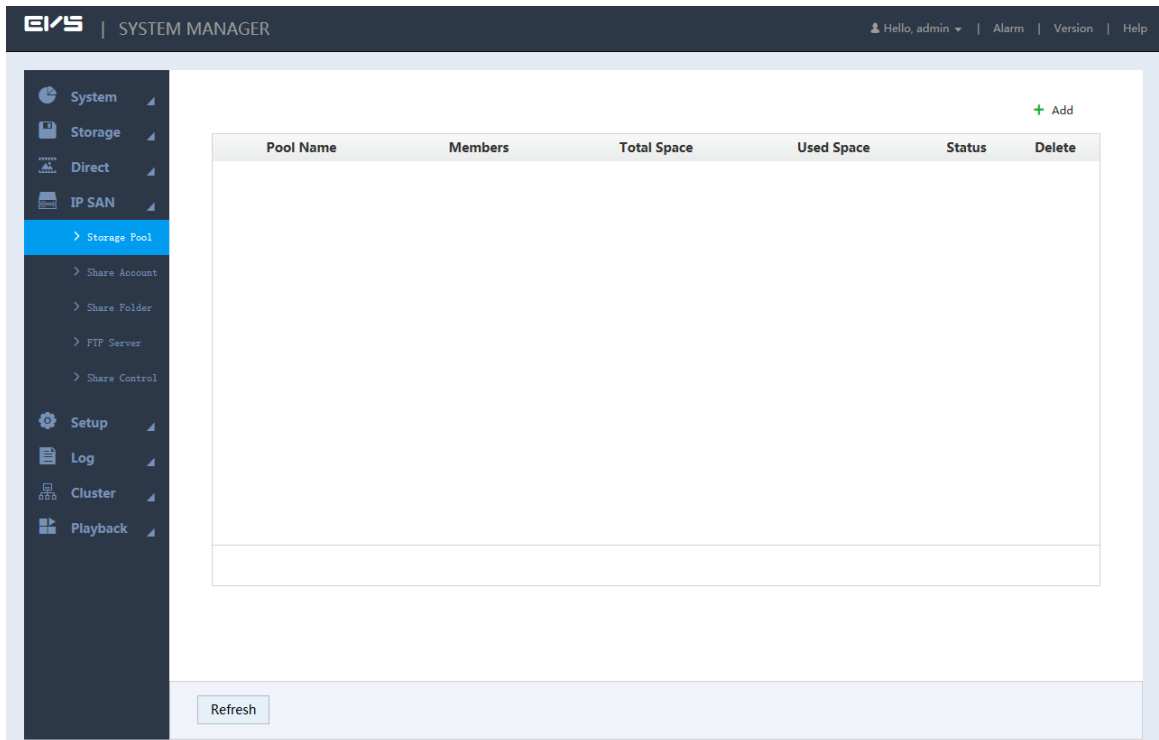 EVS | SYSTEM MANAGER
Hello, admin | Alarm | Version | Help
System
Storage
Direct
IP SAN
> Storage Pool
> Share Account
> Share Folder
> FTP Server
> Share Control
Setup
Log
Cluster
Playback
+ Add
Pool Name Members Total Space Used Space Status Delete
Refresh